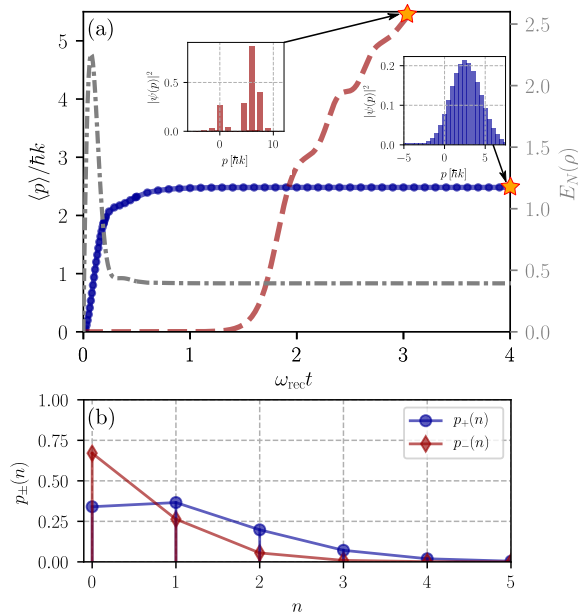 (a)
5
4
3
2
1
0
⟨p⟩/ħk
0.5
0.0
|ψ(p)|²
0
10
p [ħk]
0.2
0.1
0.0
|ψ(p)|²
−5
0
5
p [ħk]
2.5
2.0
1.5
1.0
0.5
0.0
E_N(ρ)
0
1
2
3
4
ω_rec t
(b)
1.00
0.75
0.50
0.25
0.00
p_±(n)
p_+(n)
p_−(n)
0
1
2
3
4
5
n